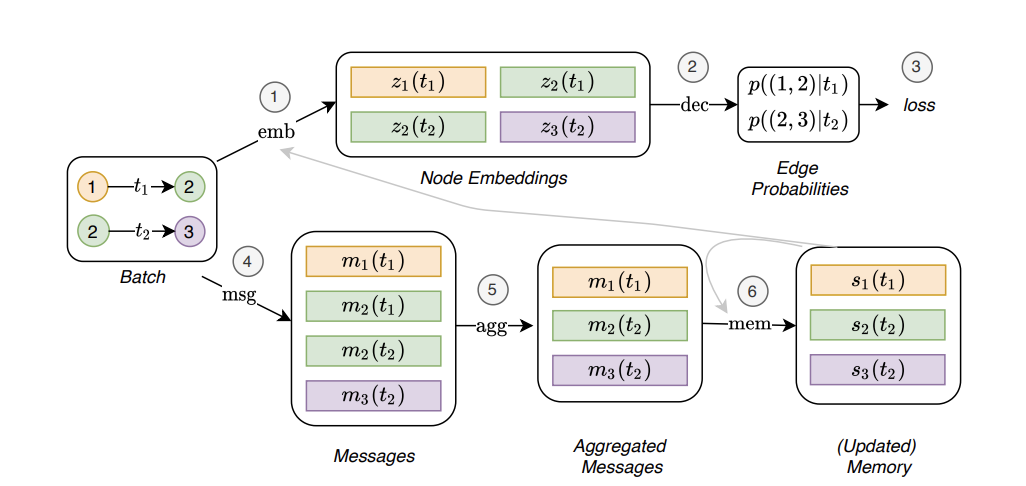 1
emb
z₁(t₁)
z₂(t₁)
z₂(t₂)
z₃(t₂)
Node Embeddings
2
dec
p((1, 2)|t₁)
p((2, 3)|t₂)
Edge
Probabilities
3
loss
1 t₁ 2
2 t₂ 3
Batch
4
msg
m₁(t₁)
m₂(t₁)
m₂(t₂)
m₃(t₂)
Messages
5
agg
m₁(t₁)
m₂(t₂)
m₃(t₂)
Aggregated
Messages
6
mem
s₁(t₁)
s₂(t₂)
s₃(t₂)
(Updated)
Memory